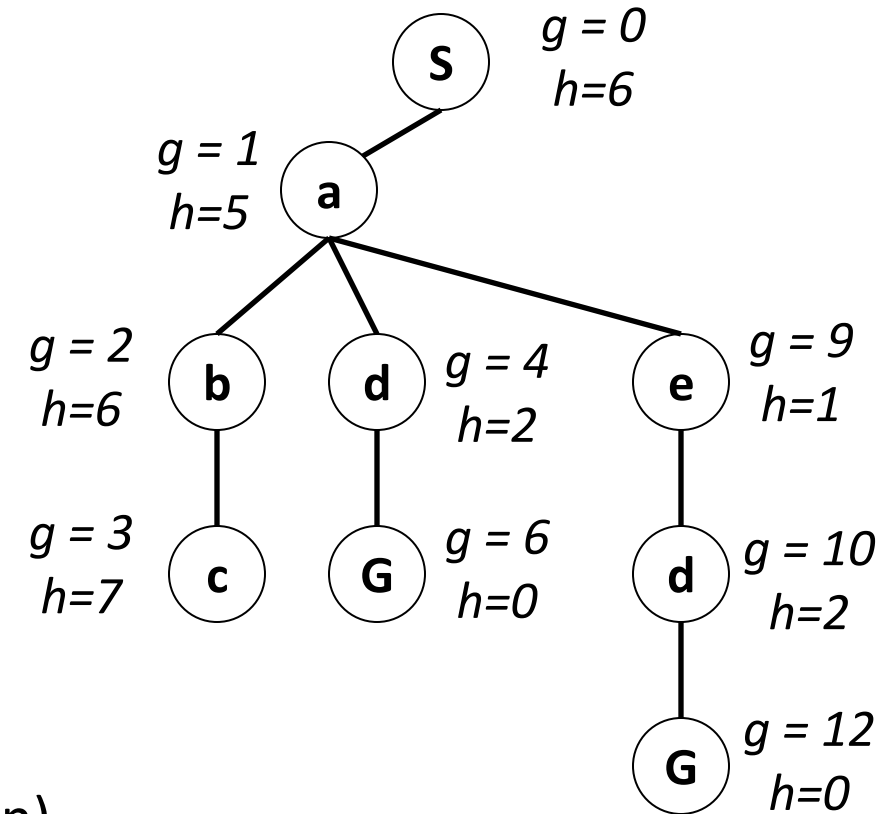 S
g = 0
h=6
g = 1
h=5
a
g = 2
h=6
b
d
g = 4
h=2
e
g = 9
h=1
g = 3
h=7
c
G
g = 6
h=0
d
g = 10
h=2
G
g = 12
h=0
n)